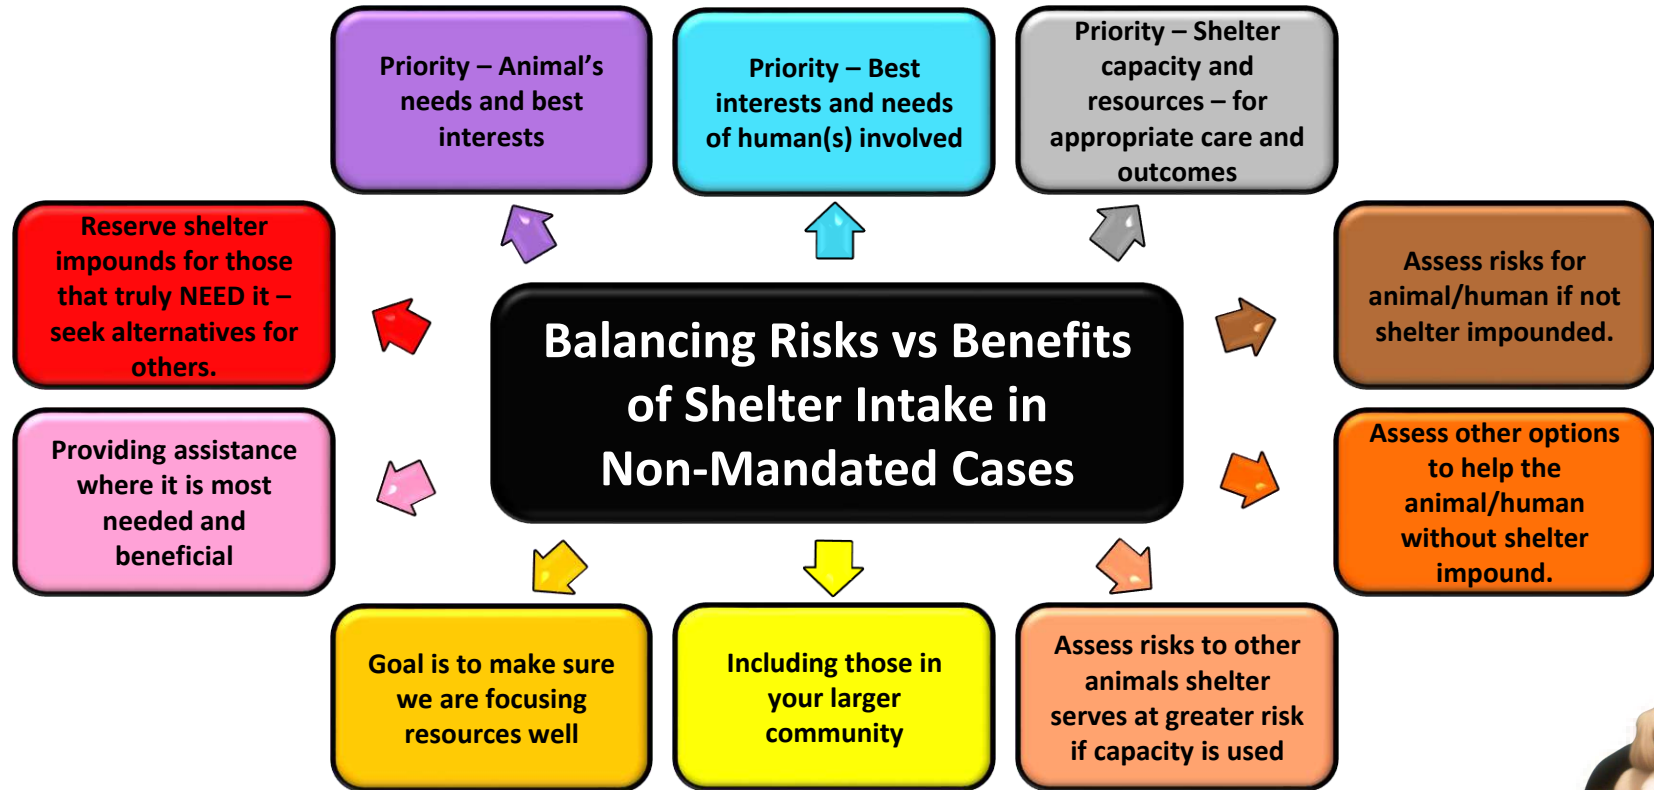 Priority – Animal’s
needs and best
interests
Priority – Best
interests and needs
of human(s) involved
Priority – Shelter
capacity and
resources – for
appropriate care and
outcomes
Reserve shelter
impounds for those
that truly NEED it –
seek alternatives for
others.
Balancing Risks vs Benefits
of Shelter Intake in
Non-Mandated Cases
Assess risks for
animal/human if not
shelter impounded.
Providing assistance
where it is most
needed and
beneficial
Assess other options
to help the
animal/human
without shelter
impound.
Goal is to make sure
we are focusing
resources well
Including those in
your larger
community
Assess risks to other
animals shelter
serves at greater risk
if capacity is used